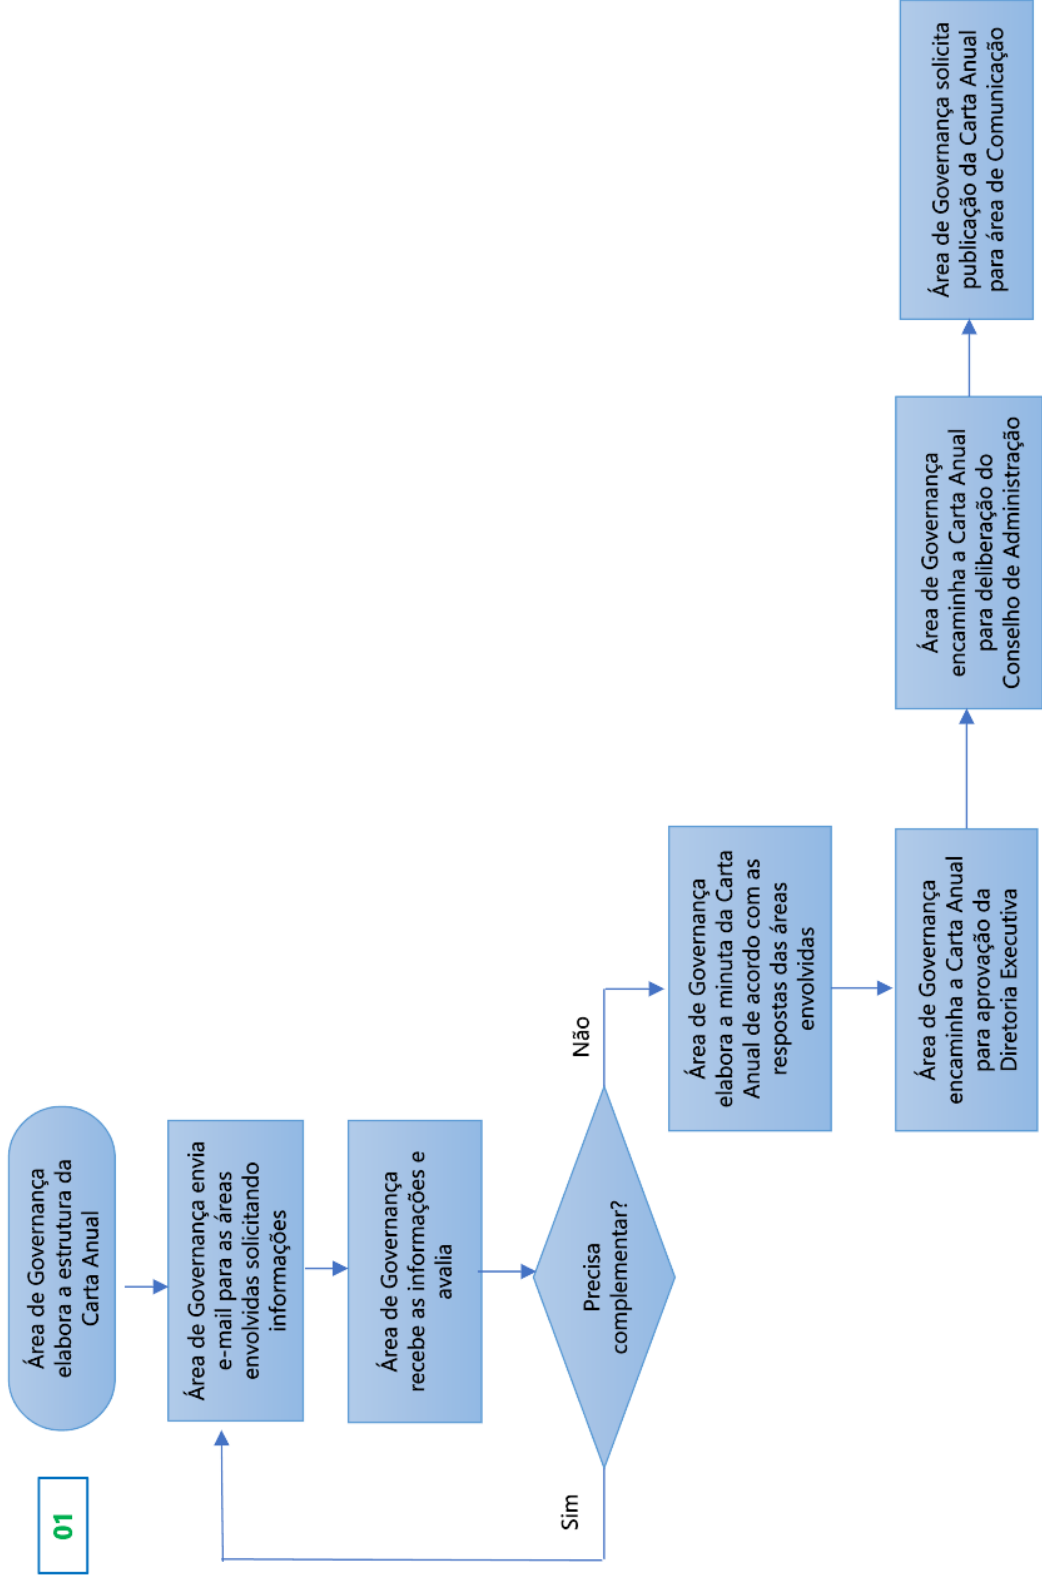 01
Área de Governança
elabora a estrutura da
Carta Anual
Área de Governança envia
e-mail para as áreas
envolvidas solicitando
informações
Área de Governança
recebe as informações e
avalia
Precisa
complementar?
Sim
Não
Área de Governança
elabora a minuta da Carta
Anual de acordo com as
respostas das áreas
envolvidas
Área de Governança
encaminha a Carta Anual
para aprovação da
Diretoria Executiva
Área de Governança
encaminha a Carta Anual
para deliberação do
Conselho de Administração
Área de Governança solicita
publicação da Carta Anual
para área de Comunicação